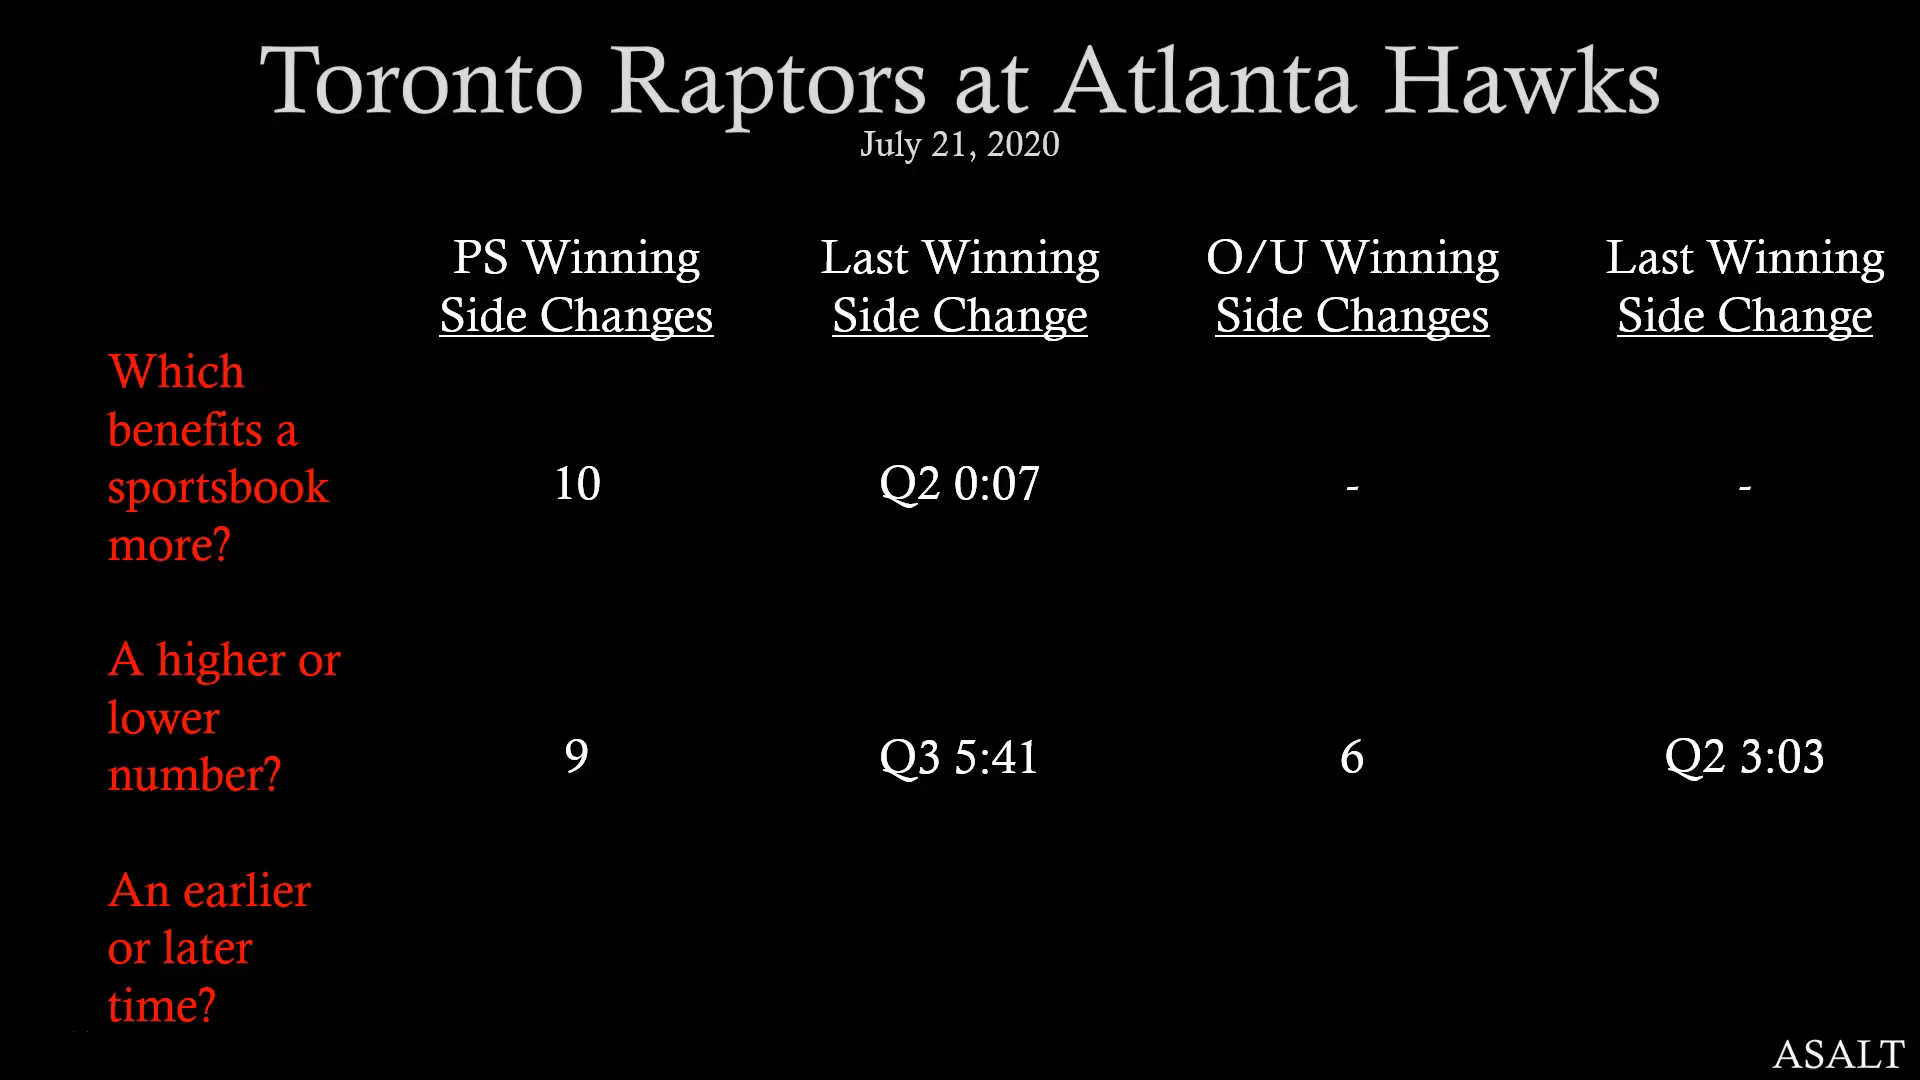 Toronto Raptors at Atlanta Hawks
July 21, 2020
PS Winning Last Winning O/U Winning Last Winning
Side Changes Side Change Side Changes Side Change
Which
benefits a
sportsbook
more?
10 Q2 0:07 - -
A higher or
lower
number?
9 Q3 5:41 6 Q2 3:03
An earlier
or later
time?
ASALT